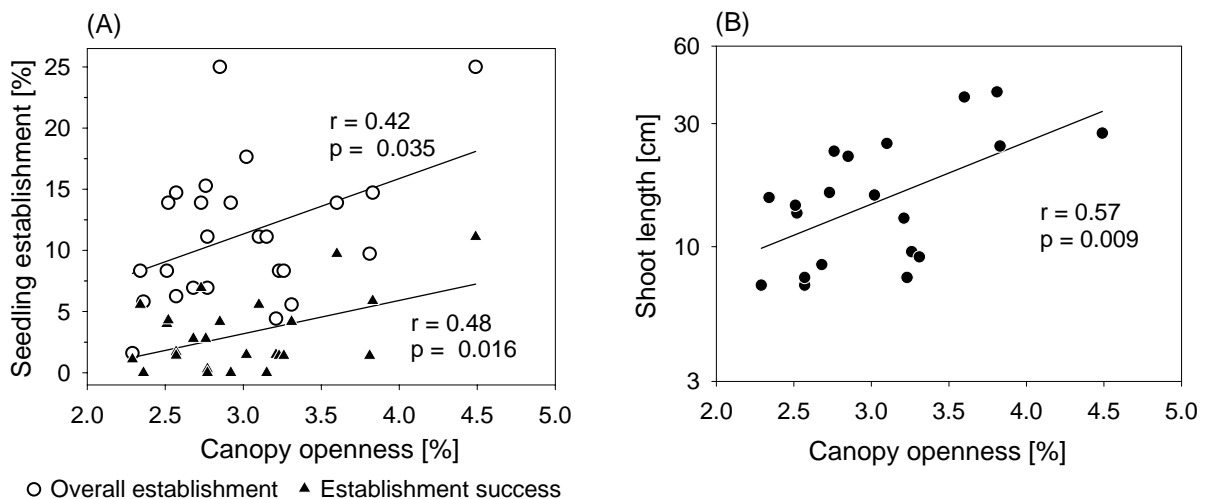 (A)
Seedling establishment [%]
25
20
15
10
5
0
r = 0.42
p = 0.035
r = 0.48
p = 0.016
2.0 2.5 3.0 3.5 4.0 4.5 5.0
Canopy openness [%]
Overall establishment Establishment success
(B)
Shoot length [cm]
60
30
10
3
r = 0.57
p = 0.009
2.0 2.5 3.0 3.5 4.0 4.5 5.0
Canopy openness [%]